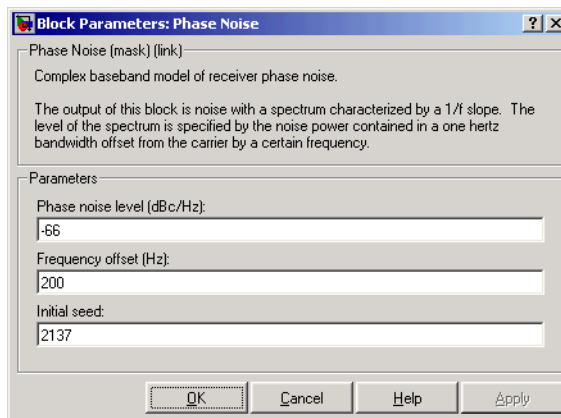 Block Parameters: Phase Noise
Phase Noise (mask) (link)
Complex baseband model of receiver phase noise.
The output of this block is noise with a spectrum characterized by a 1/f slope. The
level of the spectrum is specified by the noise power contained in a one hertz
bandwidth offset from the carrier by a certain frequency.
Parameters
Phase noise level (dBc/Hz):
-66
Frequency offset (Hz):
200
Initial seed:
2137
OK
Cancel
Help
Apply